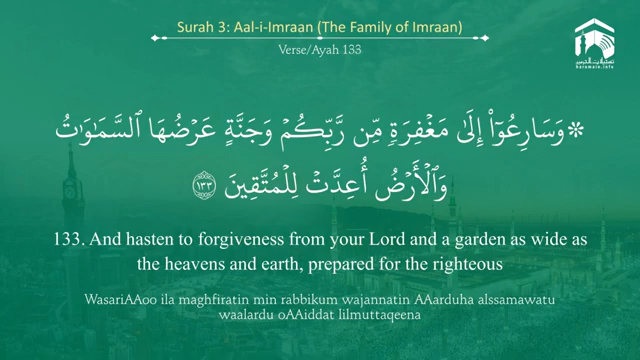 Surah 3: Aal-i-Imraan (The Family of Imraan)
Verse/Ayah 133
haramain.info
۞ وَسَارِعُوٓا۟ إِلَىٰ مَغْفِرَةٍ مِّن رَّبِّكُمْ وَجَنَّةٍ عَرْضُهَا ٱلسَّمَـٰوَٰتُ
وَٱلْأَرْضُ أُعِدَّتْ لِلْمُتَّقِينَ ١٣٣
133. And hasten to forgiveness from your Lord and a garden as wide as
the heavens and earth, prepared for the righteous
WasariAAoo ila maghfiratin min rabbikum wajannatin AAarduha alssamawatu
waalardu oAAiddat lilmuttaqeena